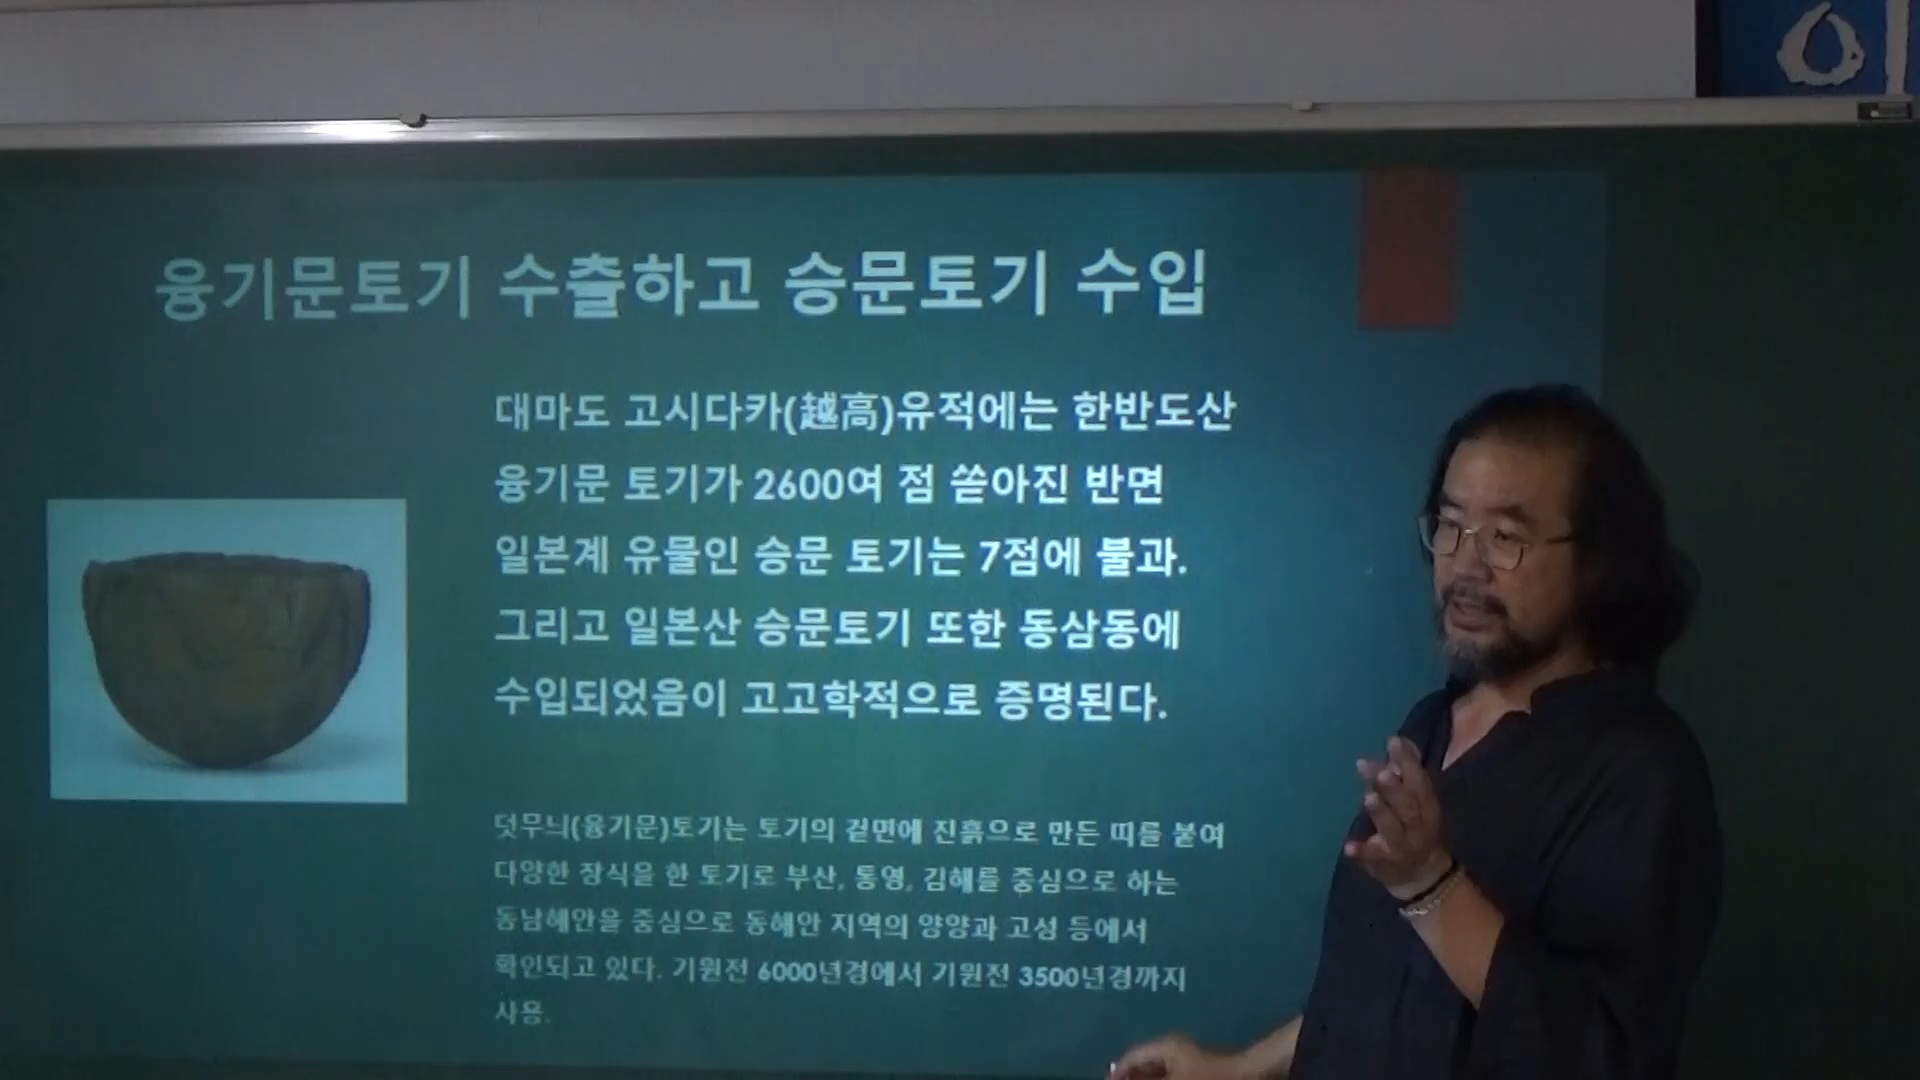 융기문토기 수출하고 승문토기 수입
대마도 고시다카(越高)유적에는 한반도산
융기문 토기가 2600여 점 쏟아진 반면
일본계 유물인 승문 토기는 7점에 불과.
그리고 일본산 승문토기 또한 동삼동에
수입되었음이 고고학적으로 증명된다.
덧무늬(융기문)토기는 토기의 겉면에 진흙으로 만든 띠를 붙여
다양한 장식을 한 토기로 부산, 통영, 김해를 중심으로 하는
동남해안을 중심으로 동해안 지역의 양양과 고성 등에서
확인되고 있다. 기원전 6000년경에서 기원전 3500년경까지
사용.